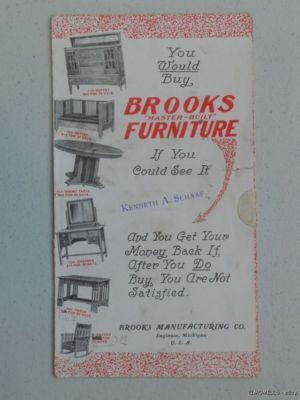 You
Would
Buy
BROOKS
"MASTER-BUILT"
FURNITURE
If You
Could See It
KENNETH A. SCHAAF
And You Get Your
Money Back If,
After You Do
Buy, You Are Not
Satisfied.
BROOKS MANUFACTURING CO.
Saginaw, Michigan
U. S. A.